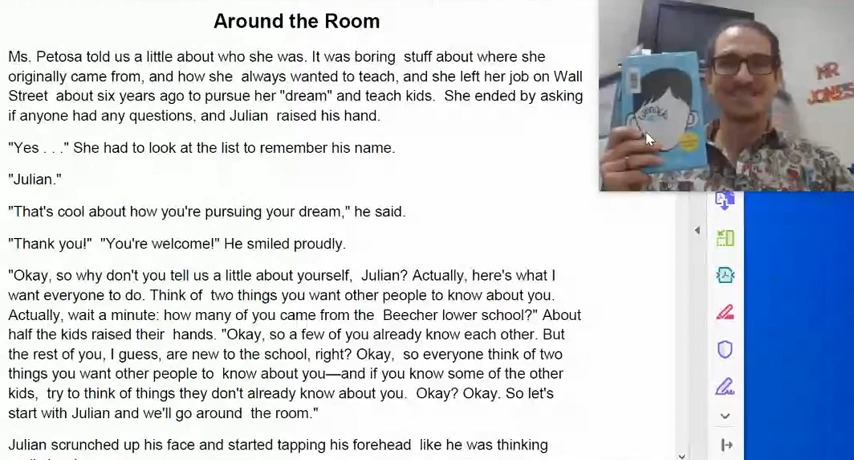 Around the Room
Ms. Petosa told us a little about who she was. It was boring stuff about where she
originally came from, and how she always wanted to teach, and she left her job on Wall
Street about six years ago to pursue her "dream" and teach kids. She ended by asking
if anyone had any questions, and Julian raised his hand.
"Yes . . ." She had to look at the list to remember his name.
"Julian."
"That's cool about how you're pursuing your dream," he said.
"Thank you!" "You're welcome!" He smiled proudly.
"Okay, so why don't you tell us a little about yourself, Julian? Actually, here's what I
want everyone to do. Think of two things you want other people to know about you.
Actually, wait a minute: how many of you came from the Beecher lower school?" About
half the kids raised their hands. "Okay, so a few of you already know each other. But
the rest of you, I guess, are new to the school, right? Okay, so everyone think of two
things you want other people to know about you—and if you know some of the other
kids, try to think of things they don't already know about you. Okay? Okay. So let's
start with Julian and we'll go around the room."
Julian scrunched up his face and started tapping his forehead like he was thinking
MR
JONES
wonder